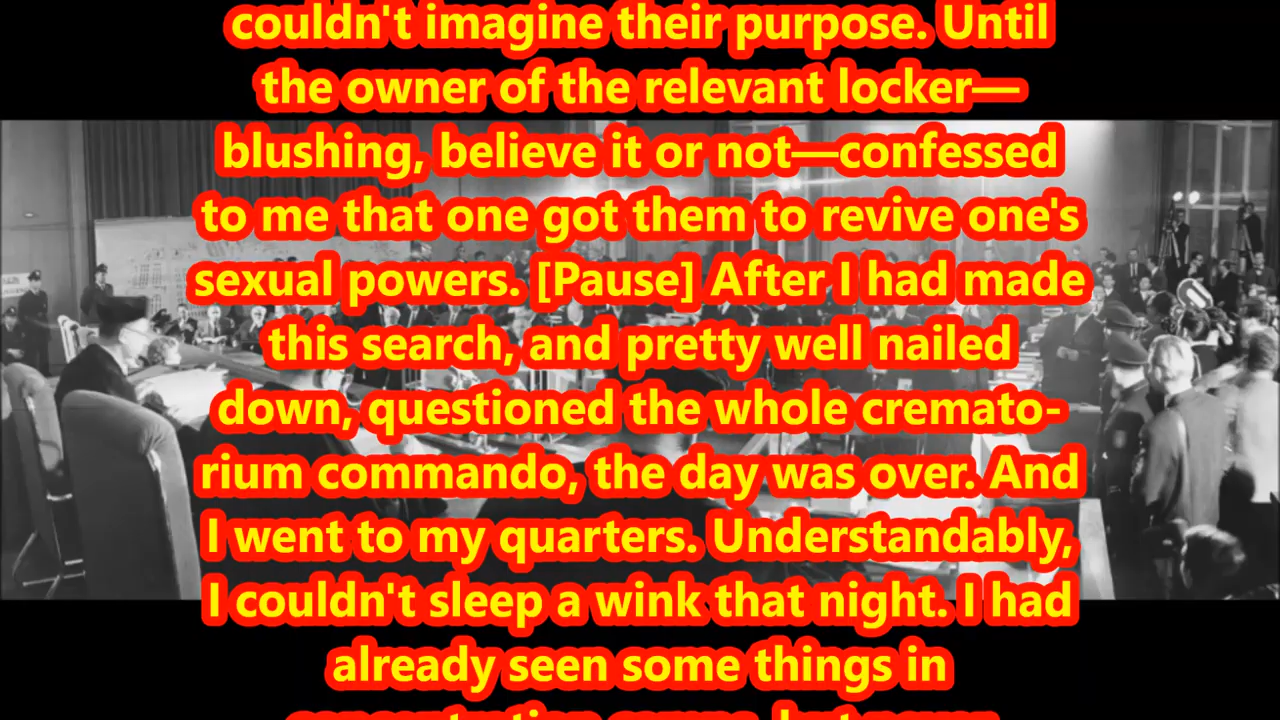 couldn't imagine their purpose. Until
the owner of the relevant locker—
blushing, believe it or not—confessed
to me that one got them to revive one's
sexual powers. [Pause] After I had made
this search, and pretty well nailed
down, questioned the whole cremato-
rium commando, the day was over. And
I went to my quarters. Understandably,
I couldn't sleep a wink that night. I had
already seen some things in